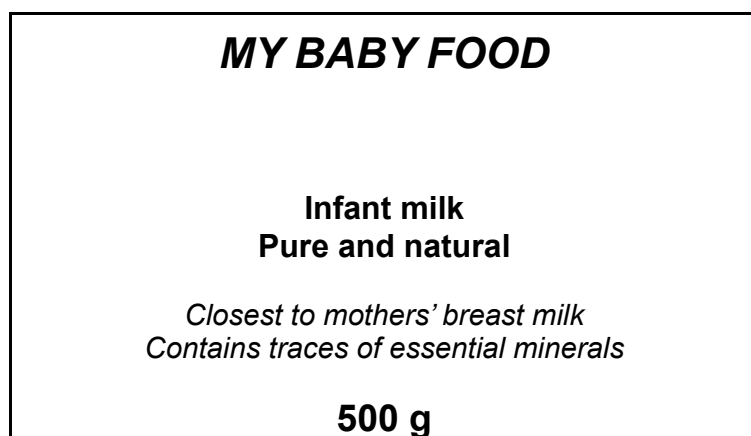 MY BABY FOOD
Infant milk
Pure and natural
Closest to mothers’ breast milk
Contains traces of essential minerals
500 g